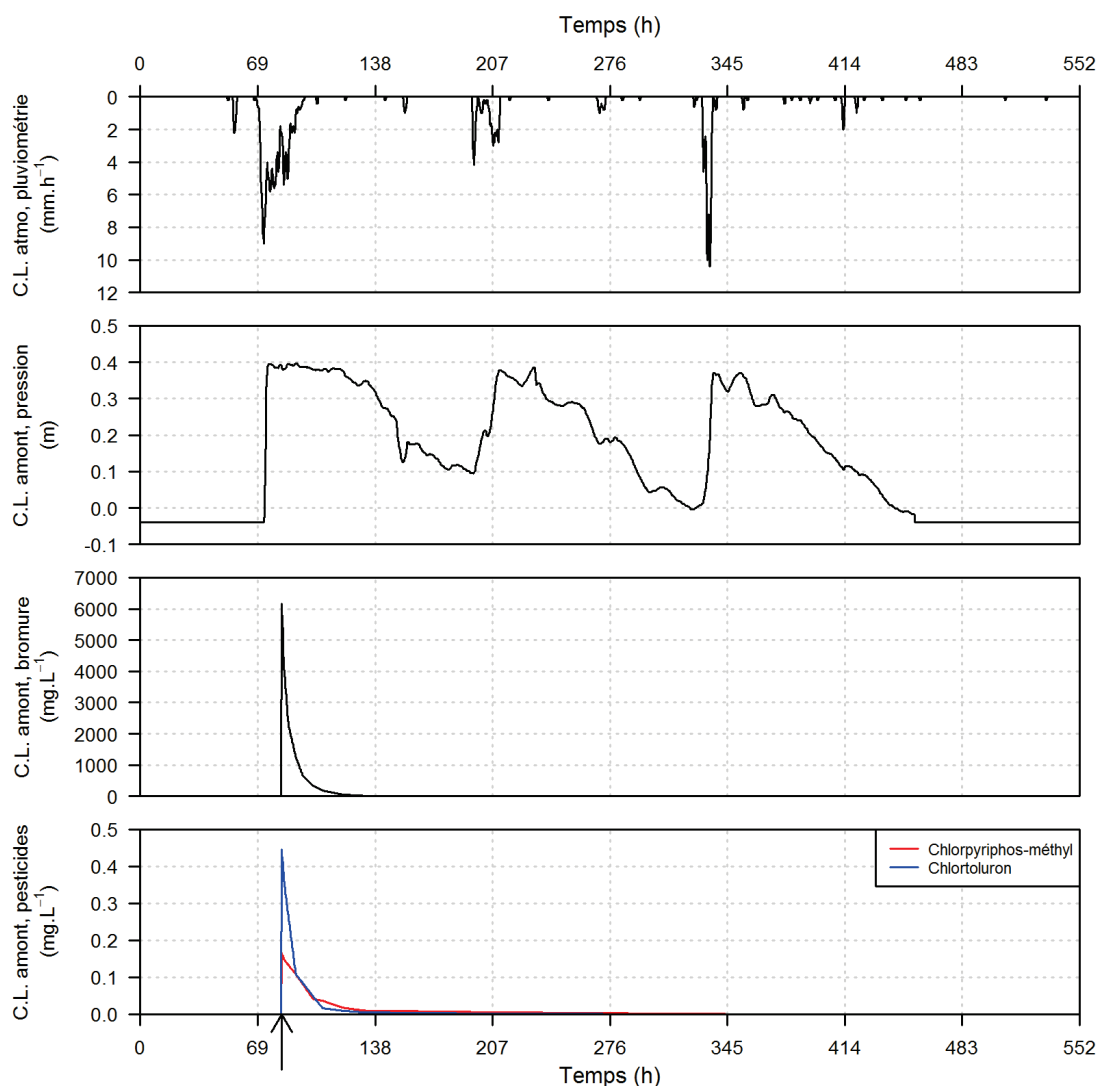 Temps (h)
0 69 138 207 276 345 414 483 552
C.L. atmo, pluviométrie
(mm.h⁻¹)
0
2
4
6
8
10
12
C.L. amont, pression
(m)
0.5
0.4
0.3
0.2
0.1
0.0
-0.1
C.L. amont, bromure
(mg.L⁻¹)
7000
6000
5000
4000
3000
2000
1000
0
C.L. amont, pesticides
(mg.L⁻¹)
0.5
0.4
0.3
0.2
0.1
0.0
Chlorpyriphos-méthyl
Chlortoluron
0 69 138 207 276 345 414 483 552
Temps (h)